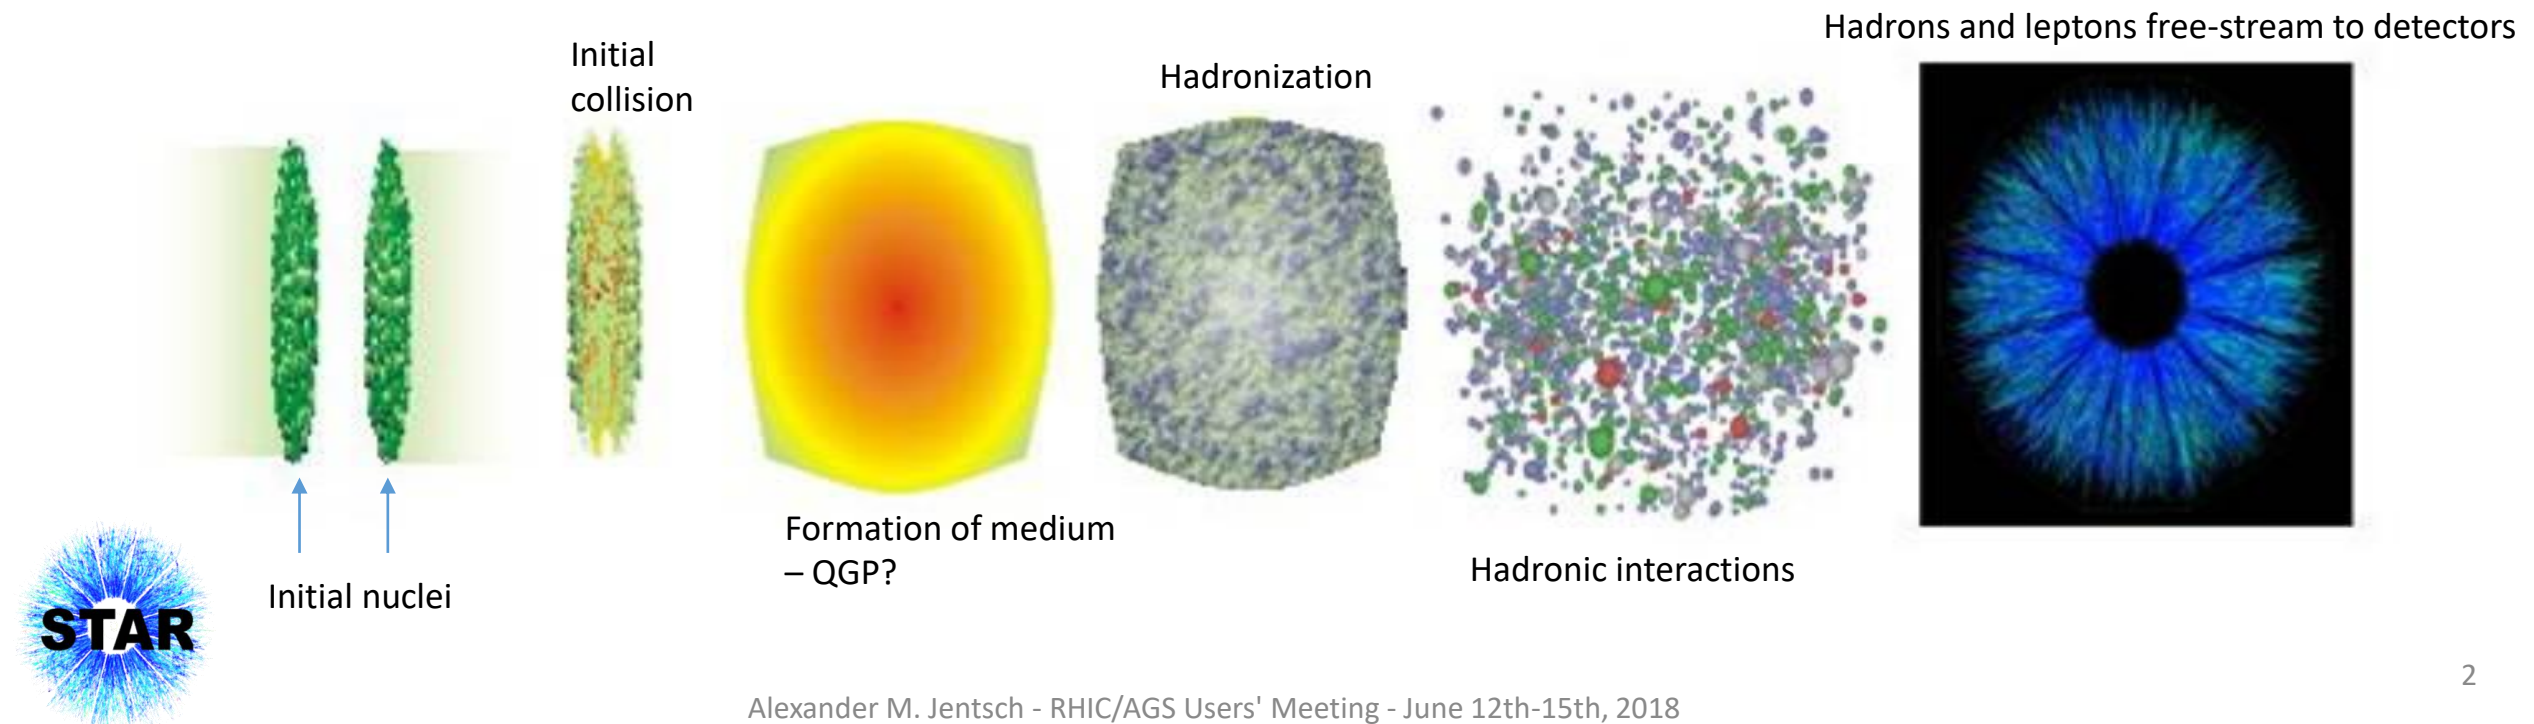 Hadrons and leptons free-stream to detectors
Initial
collision
Hadronization
Formation of medium
– QGP?
Hadronic interactions
Initial nuclei
STAR
2
Alexander M. Jentsch - RHIC/AGS Users' Meeting - June 12th-15th, 2018